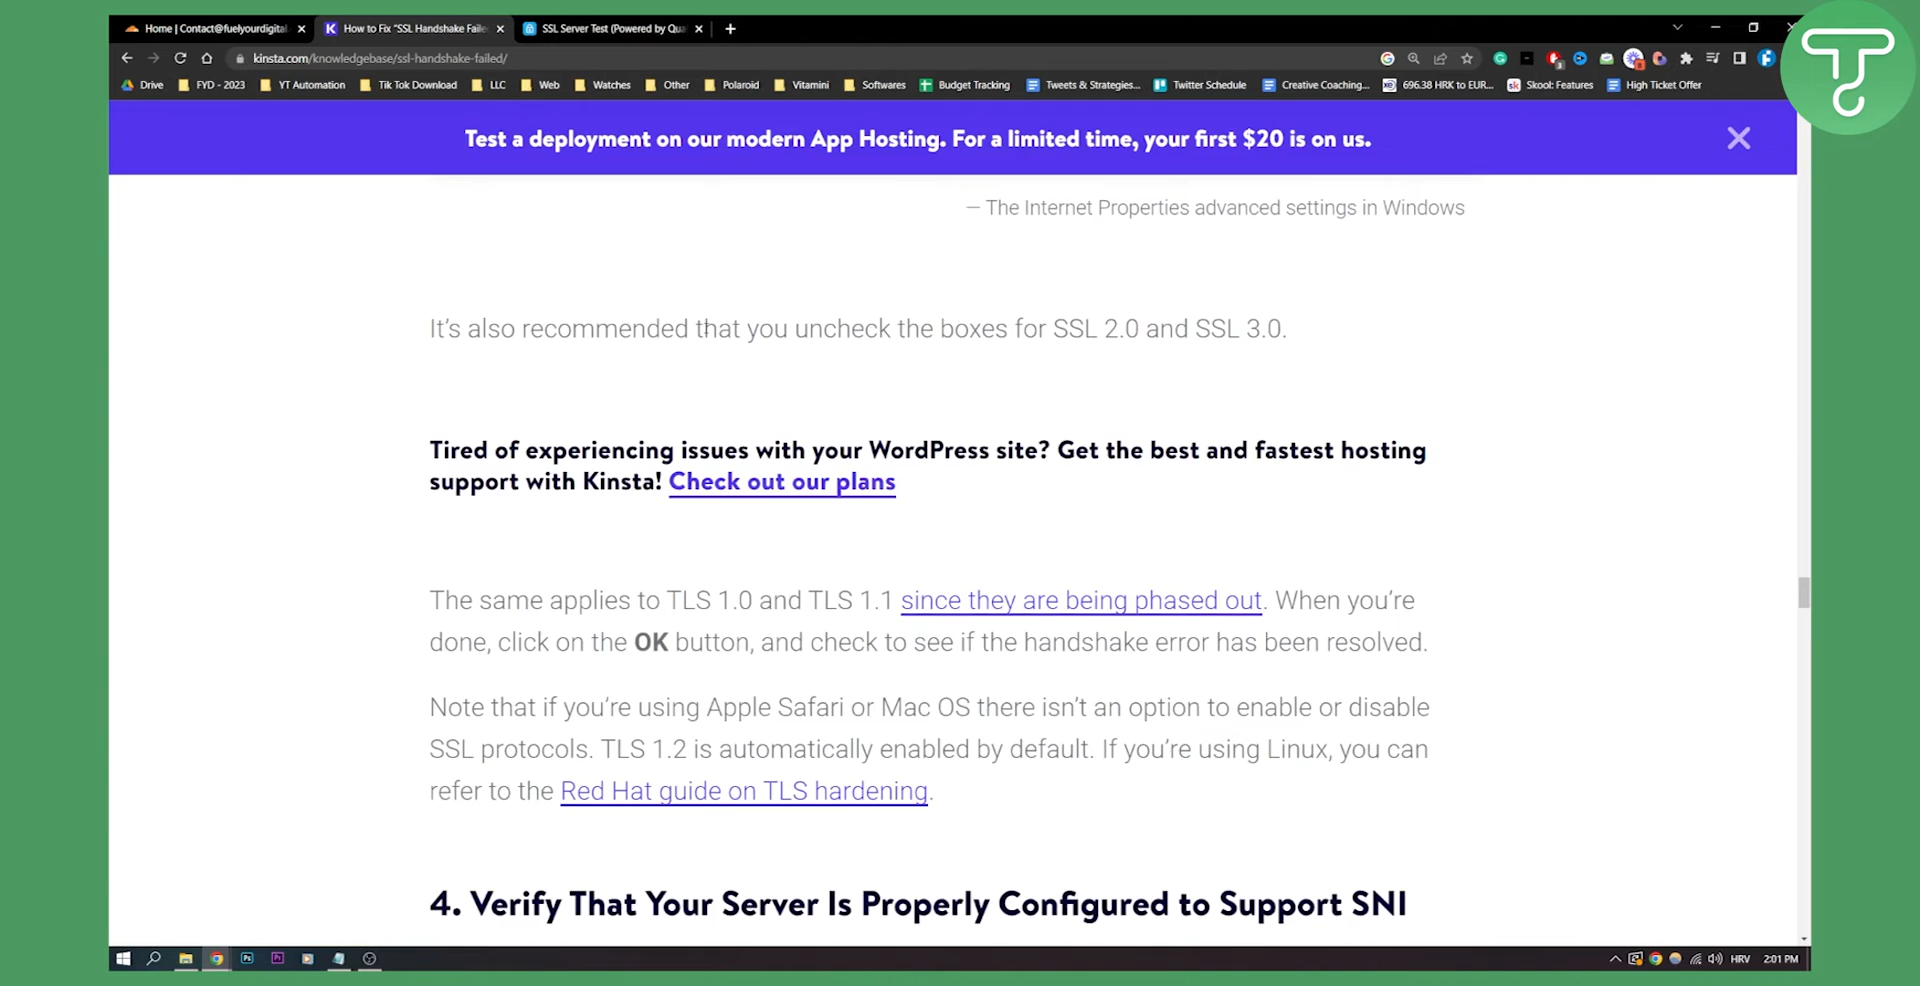 Home | Contact@fuelyourdigital
How to Fix "SSL Handshake Faile
SSL Server Test (Powered by Qua
kinsta.com/knowledgebase/ssl-handshake-failed/
Drive FYD - 2023 YT Automation Tik Tok Download LLC Web Watches Other Polaroid Vitamini Softwares Budget Tracking Tweets & Strategies... Twitter Schedule Creative Coaching... 696.38 HRK to EUR... Skool: Features High Ticket Offer
Test a deployment on our modern App Hosting. For a limited time, your first $20 is on us.
— The Internet Properties advanced settings in Windows
It's also recommended that you uncheck the boxes for SSL 2.0 and SSL 3.0.
Tired of experiencing issues with your WordPress site? Get the best and fastest hosting
support with Kinsta! Check out our plans
The same applies to TLS 1.0 and TLS 1.1 since they are being phased out. When you're
done, click on the OK button, and check to see if the handshake error has been resolved.
Note that if you're using Apple Safari or Mac OS there isn't an option to enable or disable
SSL protocols. TLS 1.2 is automatically enabled by default. If you're using Linux, you can
refer to the Red Hat guide on TLS hardening.
4. Verify That Your Server Is Properly Configured to Support SNI
HRV 2:01 PM